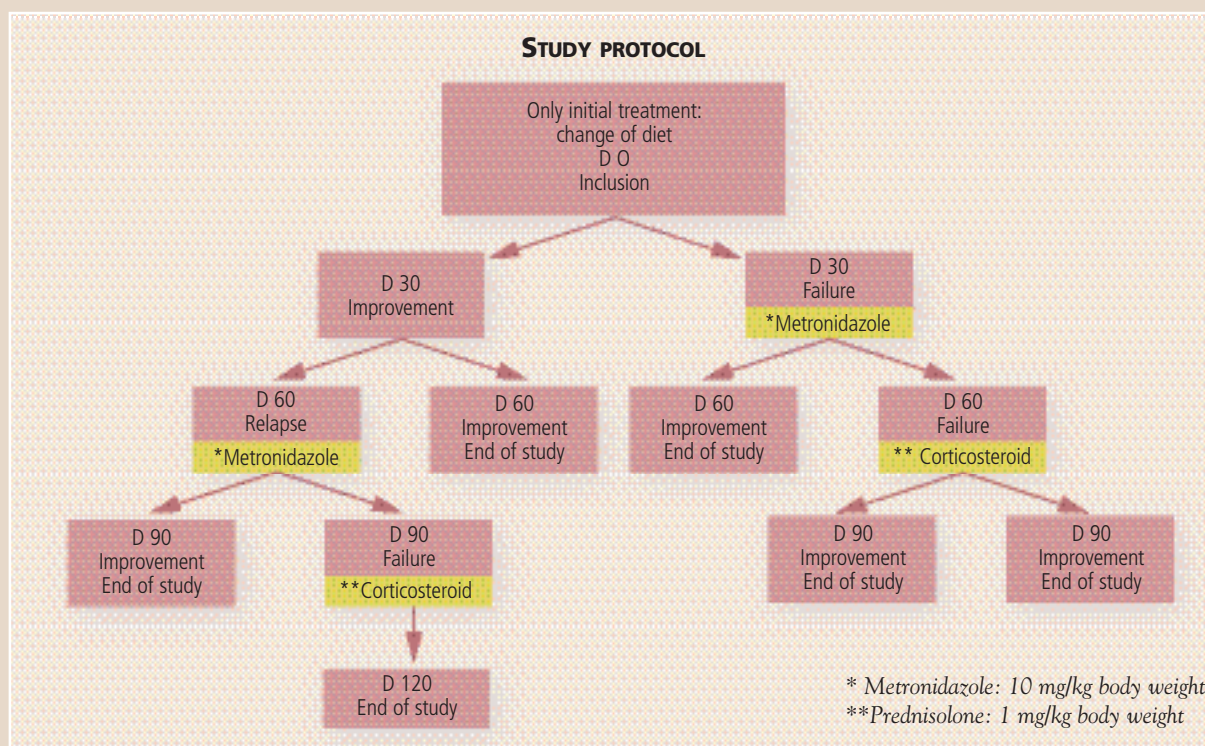 STUDY PROTOCOL
Only initial treatment:
change of diet
D O
Inclusion
D 30
Improvement
D 30
Failure
*Metronidazole
D 60
Relapse
*Metronidazole
D 60
Improvement
End of study
D 60
Improvement
End of study
D 60
Failure
** Corticosteroid
D 90
Improvement
End of study
D 90
Failure
**Corticosteroid
D 90
Improvement
End of study
D 90
Improvement
End of study
D 120
End of study
* Metronidazole: 10 mg/kg body weight
**Prednisolone: 1 mg/kg body weight